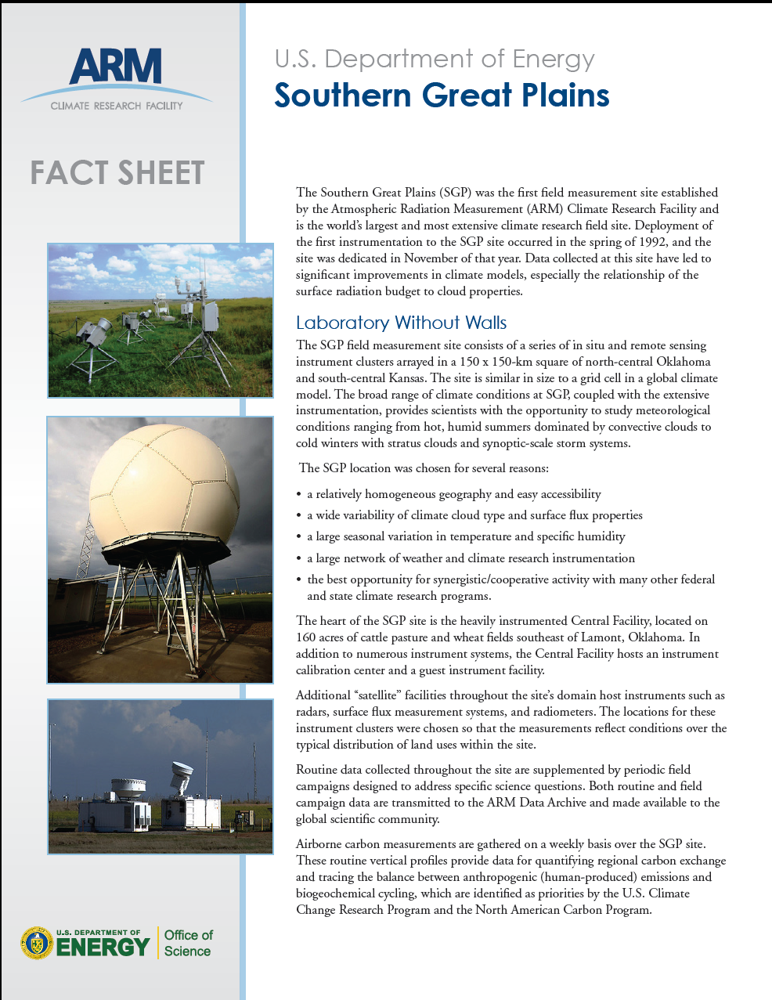 ARM
CLIMATE RESEARCH FACILITY
FACT SHEET
U.S. Department of Energy
Southern Great Plains
The Southern Great Plains (SGP) was the first field measurement site established
by the Atmospheric Radiation Measurement (ARM) Climate Research Facility and
is the world’s largest and most extensive climate research field site. Deployment of
the first instrumentation to the SGP site occurred in the spring of 1992, and the
site was dedicated in November of that year. Data collected at this site have led to
significant improvements in climate models, especially the relationship of the
surface radiation budget to cloud properties.
Laboratory Without Walls
The SGP field measurement site consists of a series of in situ and remote sensing
instrument clusters arrayed in a 150 x 150-km square of north-central Oklahoma
and south-central Kansas. The site is similar in size to a grid cell in a global climate
model. The broad range of climate conditions at SGP, coupled with the extensive
instrumentation, provides scientists with the opportunity to study meteorological
conditions ranging from hot, humid summers dominated by convective clouds to
cold winters with stratus clouds and synoptic-scale storm systems.
The SGP location was chosen for several reasons:
• a relatively homogeneous geography and easy accessibility
• a wide variability of climate cloud type and surface flux properties
• a large seasonal variation in temperature and specific humidity
• a large network of weather and climate research instrumentation
• the best opportunity for synergistic/cooperative activity with many other federal
and state climate research programs.
The heart of the SGP site is the heavily instrumented Central Facility, located on
160 acres of cattle pasture and wheat fields southeast of Lamont, Oklahoma. In
addition to numerous instrument systems, the Central Facility hosts an instrument
calibration center and a guest instrument facility.
Additional “satellite” facilities throughout the site’s domain host instruments such as
radars, surface flux measurement systems, and radiometers. The locations for these
instrument clusters were chosen so that the measurements reflect conditions over the
typical distribution of land uses within the site.
Routine data collected throughout the site are supplemented by periodic field
campaigns designed to address specific science questions. Both routine and field
campaign data are transmitted to the ARM Data Archive and made available to the
global scientific community.
Airborne carbon measurements are gathered on a weekly basis over the SGP site.
These routine vertical profiles provide data for quantifying regional carbon exchange
and tracing the balance between anthropogenic (human-produced) emissions and
biogeochemical cycling, which are identified as priorities by the U.S. Climate
Change Research Program and the North American Carbon Program.
U.S. DEPARTMENT OF
ENERGY
Office of
Science